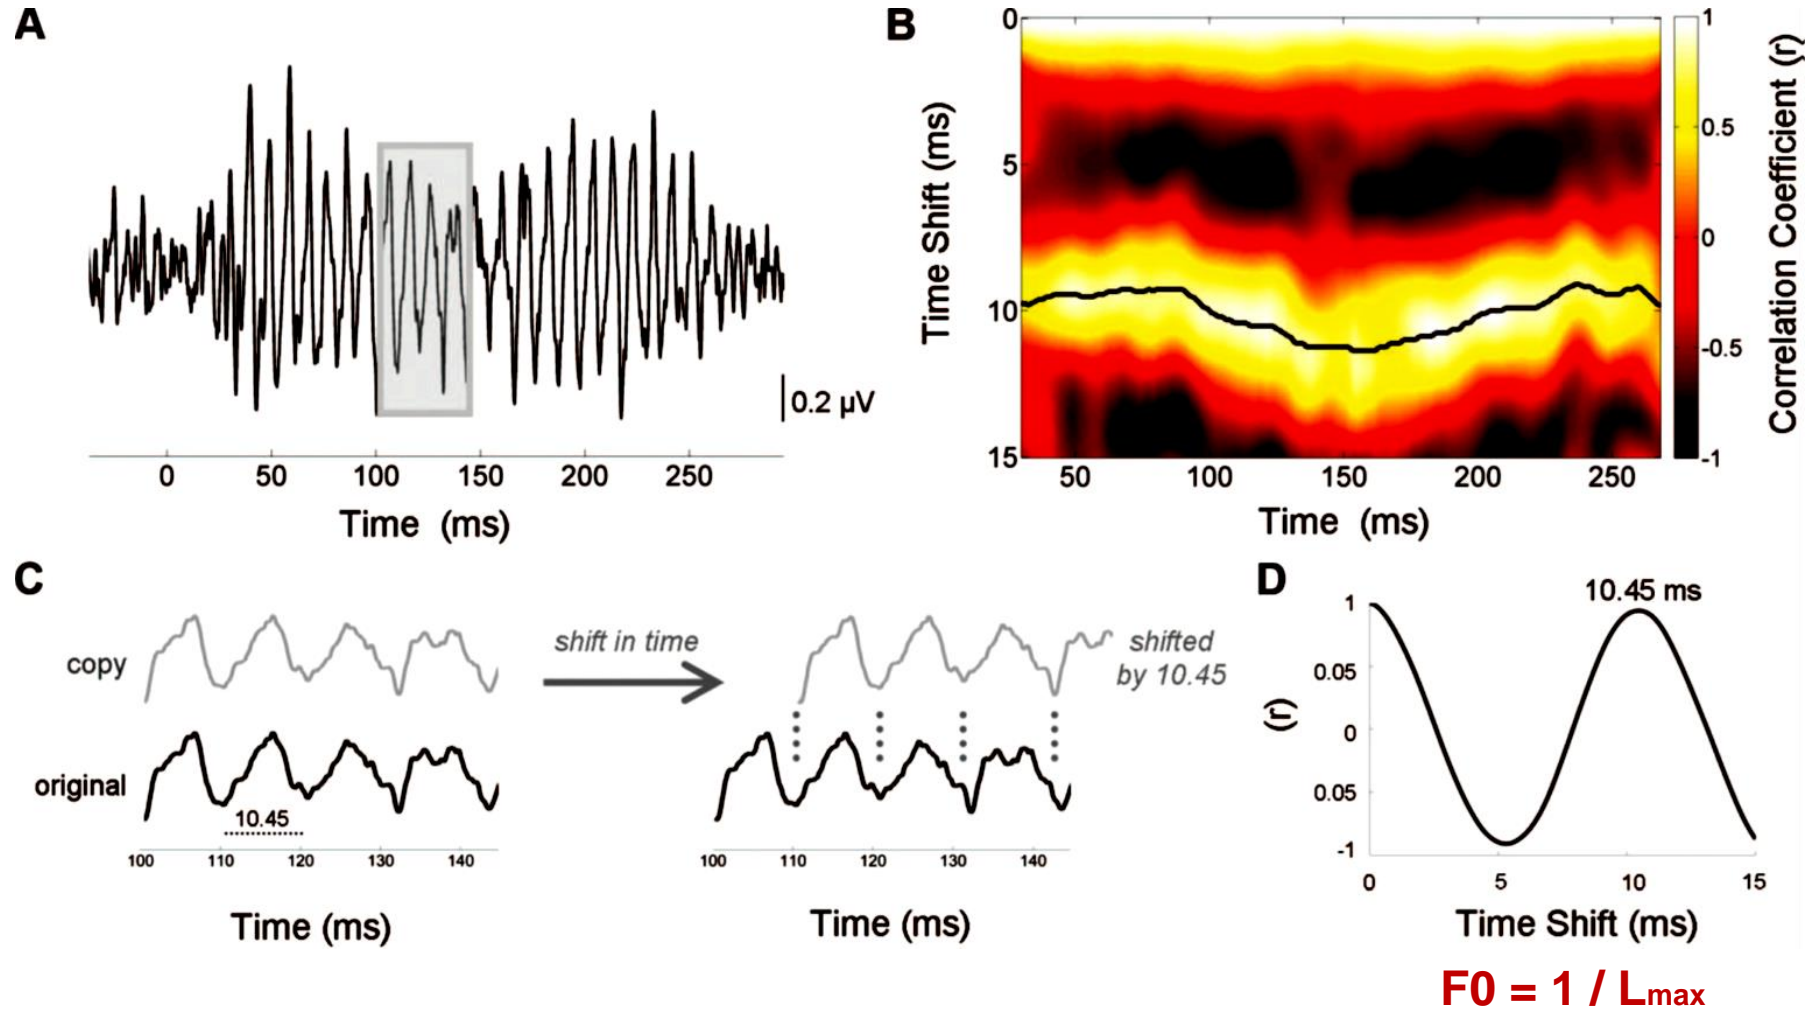 A
0.2 µV
0 50 100 150 200 250
Time (ms)
B
0
5
10
15
Time Shift (ms)
50 100 150 200 250
Time (ms)
1
0.5
0
-0.5
-1
Correlation Coefficient (r)
C
copy
original
10.45
100 110 120 130 140
Time (ms)
shift in time
shifted
by 10.45
100 110 120 130 140
Time (ms)
D
10.45 ms
1
0.05
0
0.05
-1
(r)
0 5 10 15
Time Shift (ms)
F0 = 1 / Lmax